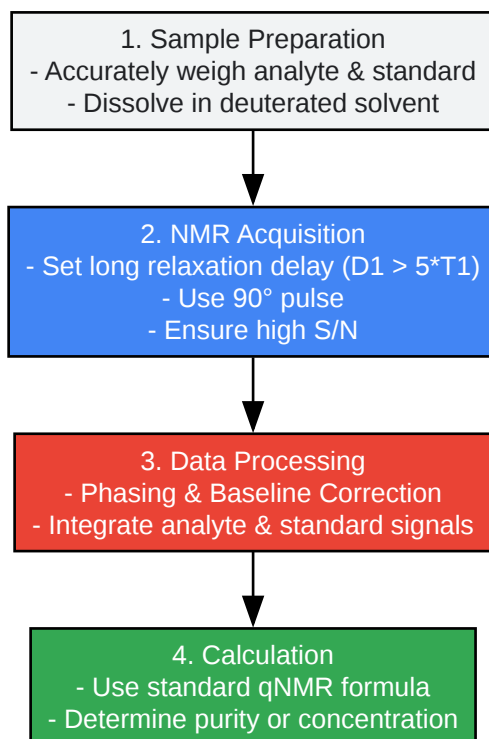 1. Sample Preparation
- Accurately weigh analyte & standard
- Dissolve in deuterated solvent
2. NMR Acquisition
- Set long relaxation delay (D1 > 5*T1)
- Use 90° pulse
- Ensure high S/N
3. Data Processing
- Phasing & Baseline Correction
- Integrate analyte & standard signals
4. Calculation
- Use standard qNMR formula
- Determine purity or concentration